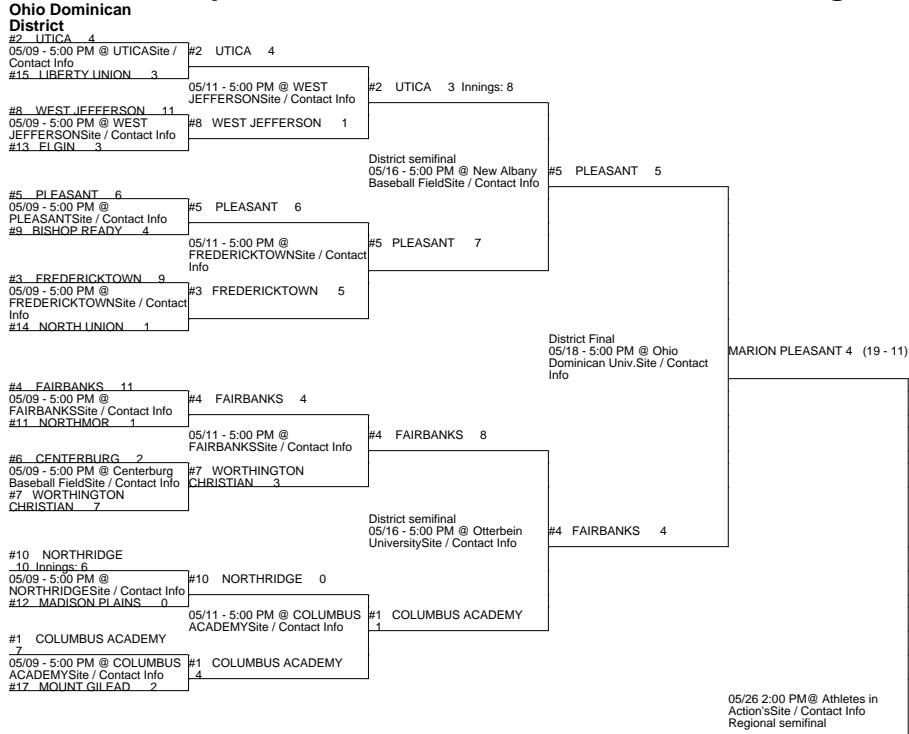 Ohio Dominican
District
#2 UTICA 4
05/09 - 5:00 PM @ UTICASite /
Contact Info
#15 LIBERTY UNION 3
#8 WEST JEFFERSON 11
05/09 - 5:00 PM @ WEST
JEFFERSONSite / Contact Info
#13 ELGIN 3
#5 PLEASANT 6
05/09 - 5:00 PM @
PLEASANTSite / Contact Info
#9 BISHOP READY 4
#3 FREDERICKTOWN 9
05/09 - 5:00 PM @
FREDERICKTOWNSite / Contact
Info
#14 NORTH UNION 1
#4 FAIRBANKS 11
05/09 - 5:00 PM @
FAIRBANKSSite / Contact Info
#11 NORTHMOR 1
#6 CENTERBURG 2
05/09 - 5:00 PM @ Centerburg
Baseball FieldSite / Contact Info
#7 WORTHINGTON
CHRISTIAN 7
#10 NORTHRIDGE
10 Innings: 6
05/09 - 5:00 PM @
NORTHRIDGESite / Contact Info
#12 MADISON PLAINS 0
#1 COLUMBUS ACADEMY
7
05/09 - 5:00 PM @ COLUMBUS
ACADEMYSite / Contact Info
#17 MOUNT GILEAD 2
#2 UTICA 4
05/11 - 5:00 PM @ WEST
JEFFERSONSite / Contact Info
#8 WEST JEFFERSON 1
#5 PLEASANT 6
05/11 - 5:00 PM @
FREDERICKTOWNSite / Contact
Info
#3 FREDERICKTOWN 5
#4 FAIRBANKS 4
05/11 - 5:00 PM @
FAIRBANKSSite / Contact Info
#7 WORTHINGTON
CHRISTIAN 3
#10 NORTHRIDGE 0
05/11 - 5:00 PM @ COLUMBUS
ACADEMYSite / Contact Info
#1 COLUMBUS ACADEMY
4
#2 UTICA 3 Innings: 8
District semifinal
05/16 - 5:00 PM @ New Albany
Baseball FieldSite / Contact Info
#5 PLEASANT 7
#4 FAIRBANKS 8
District semifinal
05/16 - 5:00 PM @ Otterbein
UniversitySite / Contact Info
#1 COLUMBUS ACADEMY
1
#5 PLEASANT 5
District Final
05/18 - 5:00 PM @ Ohio
Dominican Univ.Site / Contact
Info
#4 FAIRBANKS 4
MARION PLEASANT 4 (19 - 11)
05/26 2:00 PM@ Athletes in
Action'sSite / Contact Info
Regional semifinal